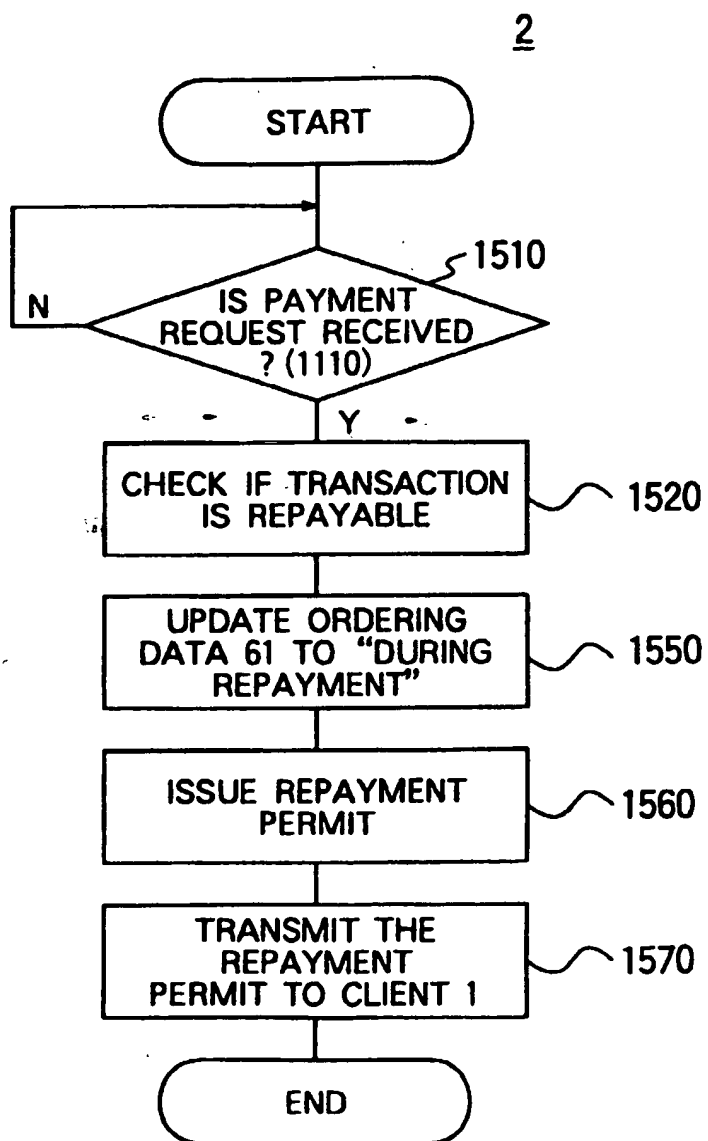 2
START
1510
IS PAYMENT
REQUEST RECEIVED
? (1110)
N
Y
CHECK IF TRANSACTION
IS REPAYABLE
1520
UPDATE ORDERING
DATA 61 TO “DURING
REPAYMENT”
1550
ISSUE REPAYMENT
PERMIT
1560
TRANSMIT THE
REPAYMENT
PERMIT TO CLIENT 1
1570
END